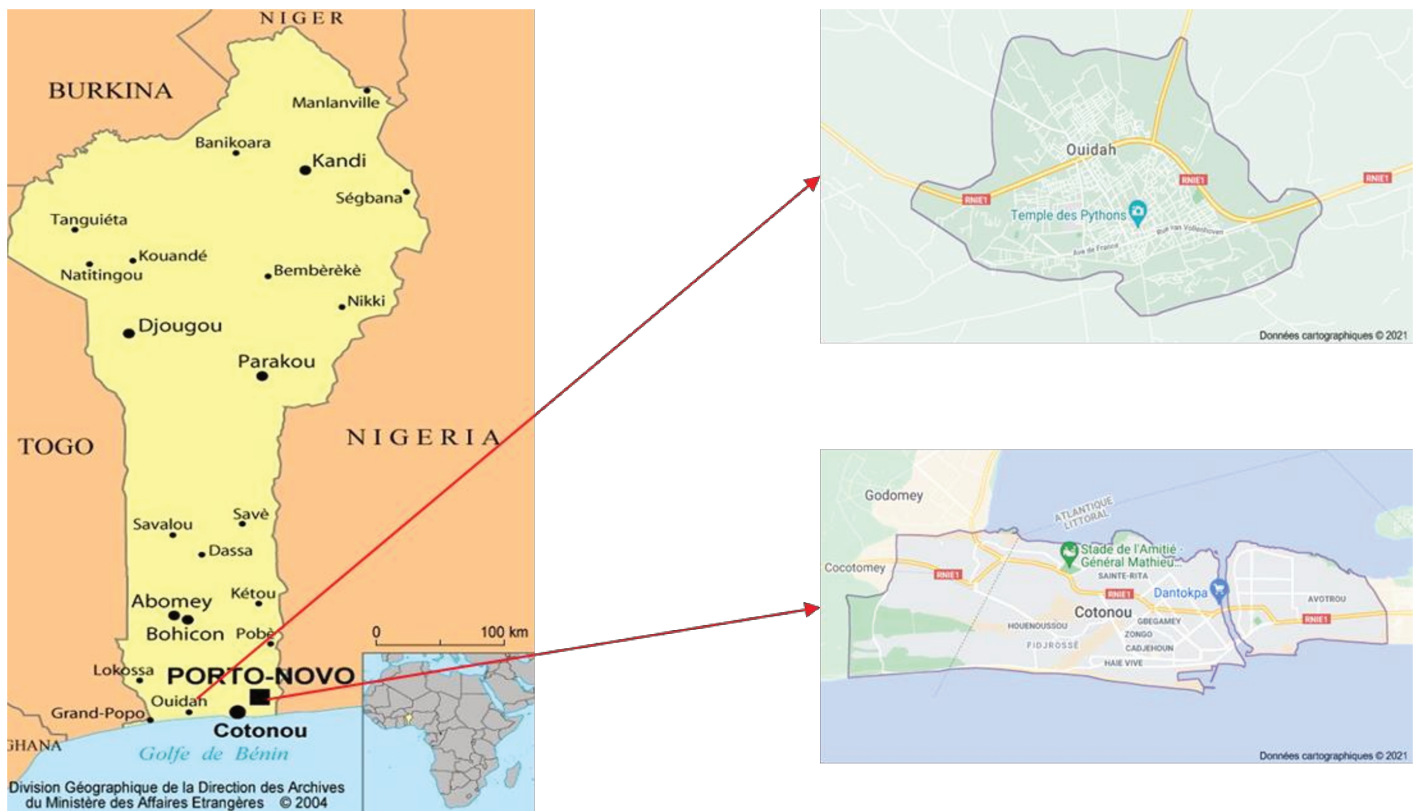 NIGER
BURKINA
Manlanville
Banikoara
Kandi
Ségbana
Tanguiéta
Kouandé
Natitingou
Bembèrèkè
Nikki
Djougou
Parakou
TOGO
NIGERIA
Savè
Savalou
Dassa
Kétou
Abomey
Bohicon
Pobè
0 100 km
Lokossa
PORTO-NOVO
Ouidah
Grand-Popo
Cotonou
GHANA
Golfe de Bénin
Division Géographique de la Direction des Archives
du Ministère des Affaires Etrangères © 2004
Ouidah
RNIE1
RNIE1
RNIE1
Temple des Pythons
Rue Van Vollenhoven
Ave de France
Données cartographiques © 2021
Godomey
ATLANTIQUE
LITTORAL
Stade de l'Amitié -
Général Mathieu...
Cocotomey
RNIE1
SAINTE-RITA
Dantokpa
RNIE1
AVOTROU
Cotonou
RNIE1
HOUENOUSSOU
GBEGAMEY
ZONGO
FIDJROSSÈ
CADJEHOUN
HAIE VIVE
Données cartographiques © 2021